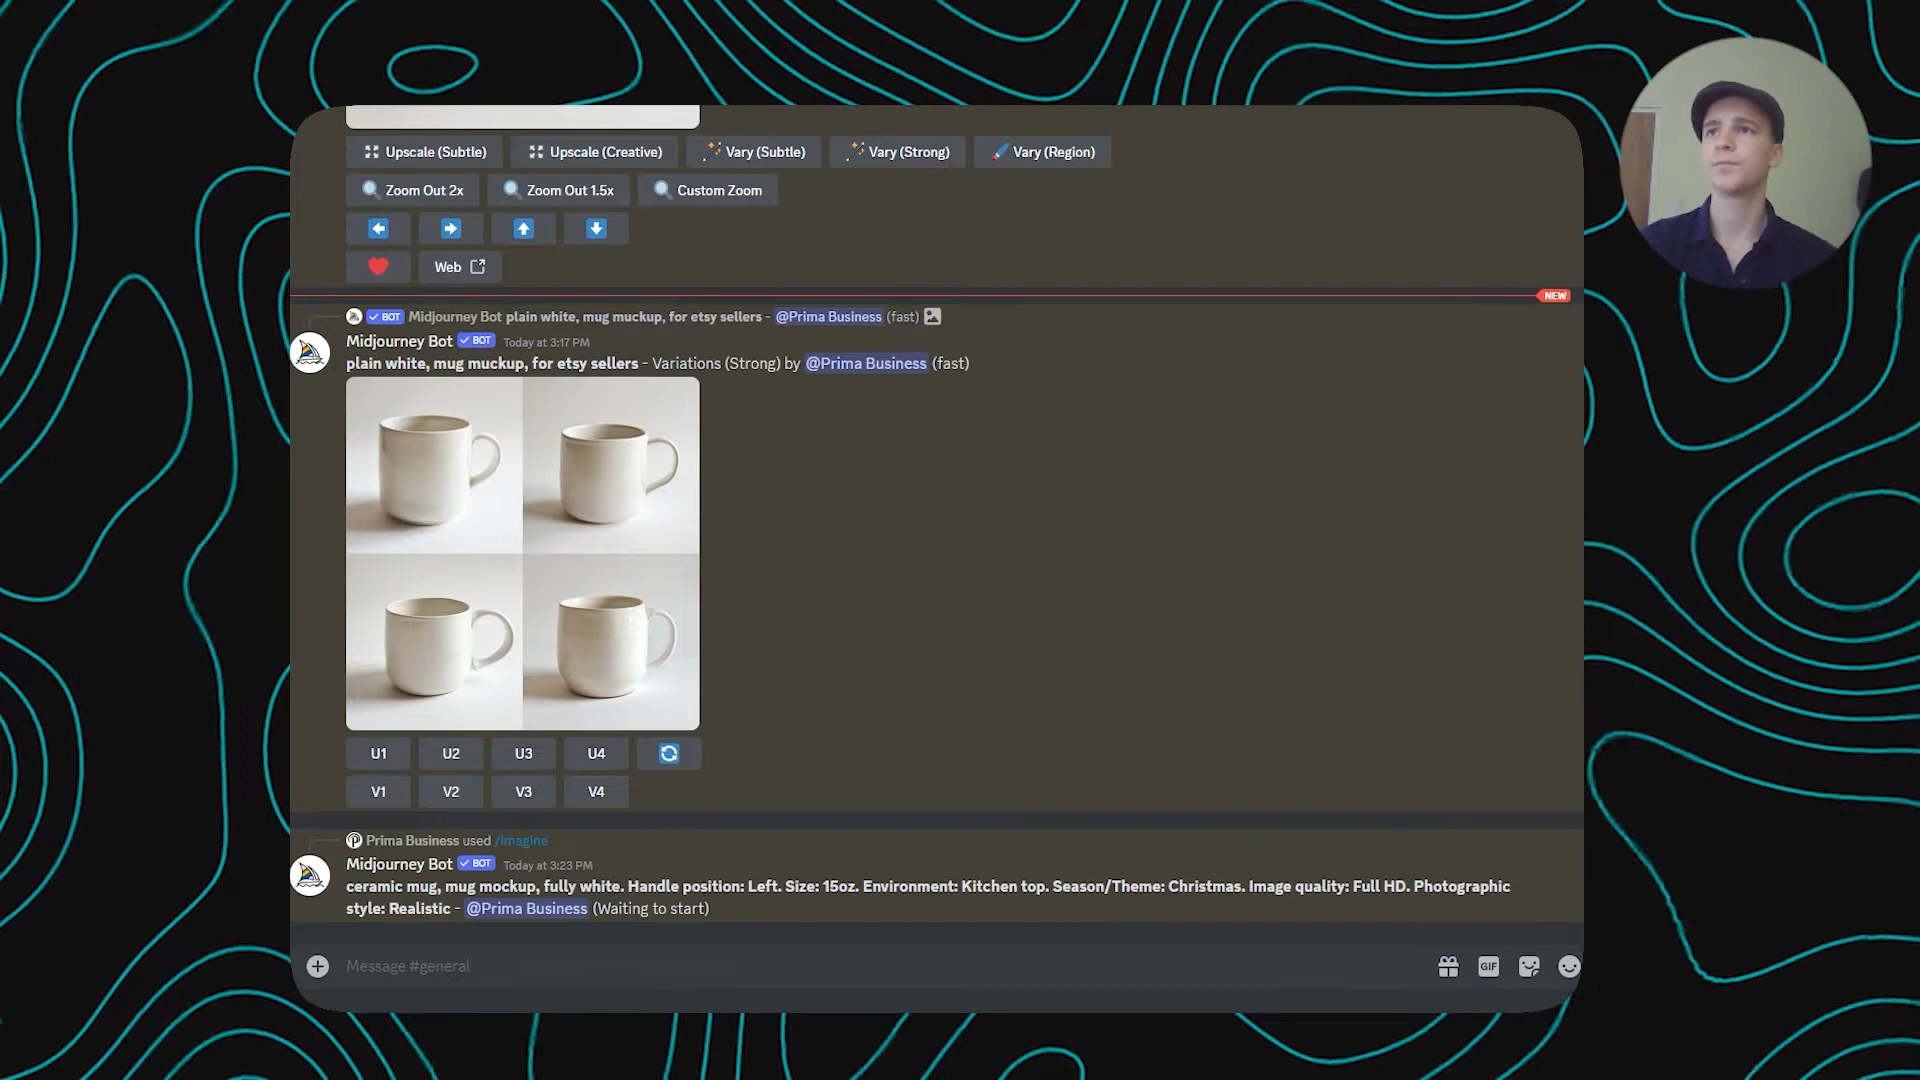 Upscale (Subtle) Upscale (Creative) Vary (Subtle) Vary (Strong) Vary (Region)
Zoom Out 2x Zoom Out 1.5x Custom Zoom
Web
NEW
BOT Midjourney Bot plain white, mug muckup, for etsy sellers - @Prima Business (fast)
Midjourney Bot BOT Today at 3:17 PM
plain white, mug muckup, for etsy sellers - Variations (Strong) by @Prima Business (fast)
U1 U2 U3 U4
V1 V2 V3 V4
Prima Business used /imagine
Midjourney Bot BOT Today at 3:23 PM
ceramic mug, mug mockup, fully white. Handle position: Left. Size: 15oz. Environment: Kitchen top. Season/Theme: Christmas. Image quality: Full HD. Photographic
style: Realistic - @Prima Business (Waiting to start)
Message #general GIF